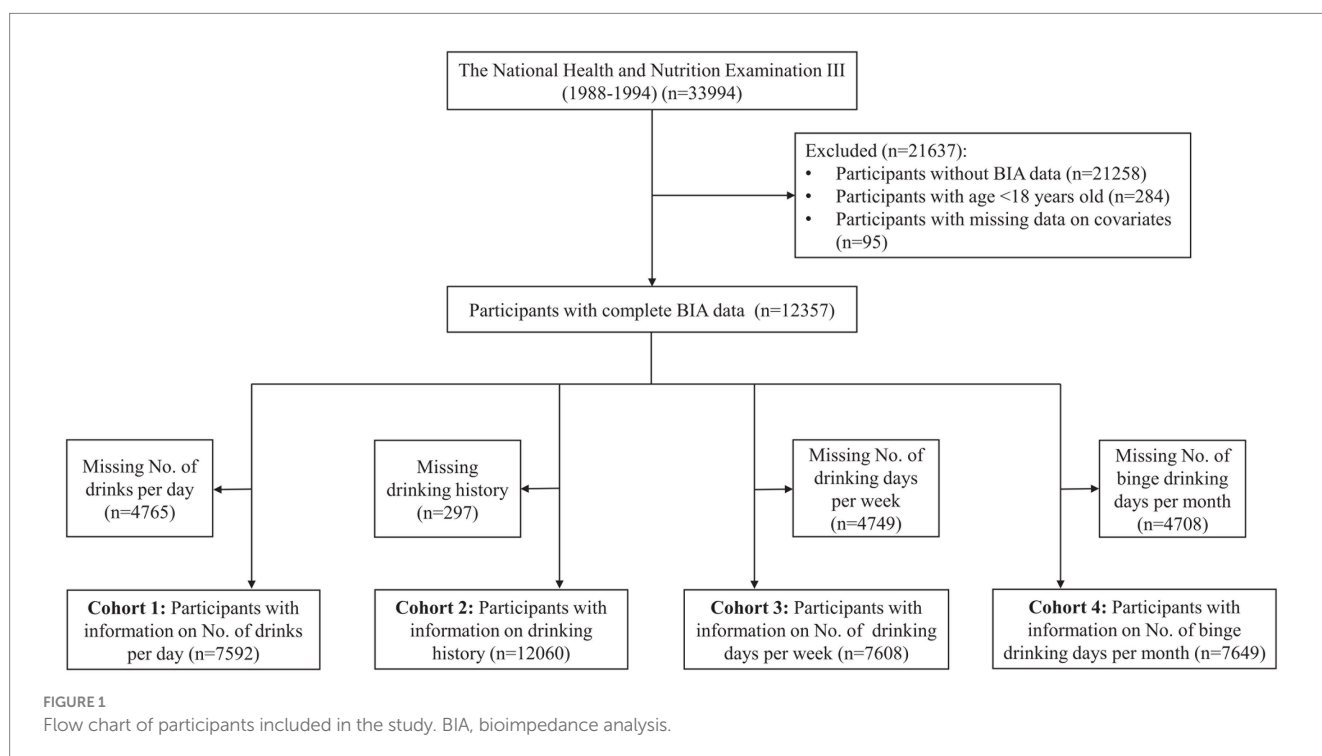 The National Health and Nutrition Examination III
(1988-1994) (n=33994)
Excluded (n=21637):
• Participants without BIA data (n=21258)
• Participants with age <18 years old (n=284)
• Participants with missing data on covariates
(n=95)
Participants with complete BIA data (n=12357)
Missing No. of
drinks per day
(n=4765)
Missing
drinking history
(n=297)
Missing No. of
drinking days
per week
(n=4749)
Missing No. of
binge drinking
days per month
(n=4708)
Cohort 1: Participants with
information on No. of drinks
per day (n=7592)
Cohort 2: Participants with
information on drinking
history (n=12060)
Cohort 3: Participants with
information on No. of drinking
days per week (n=7608)
Cohort 4: Participants with
information on No. of binge
drinking days per month (n=7649)
FIGURE 1
Flow chart of participants included in the study. BIA, bioimpedance analysis.